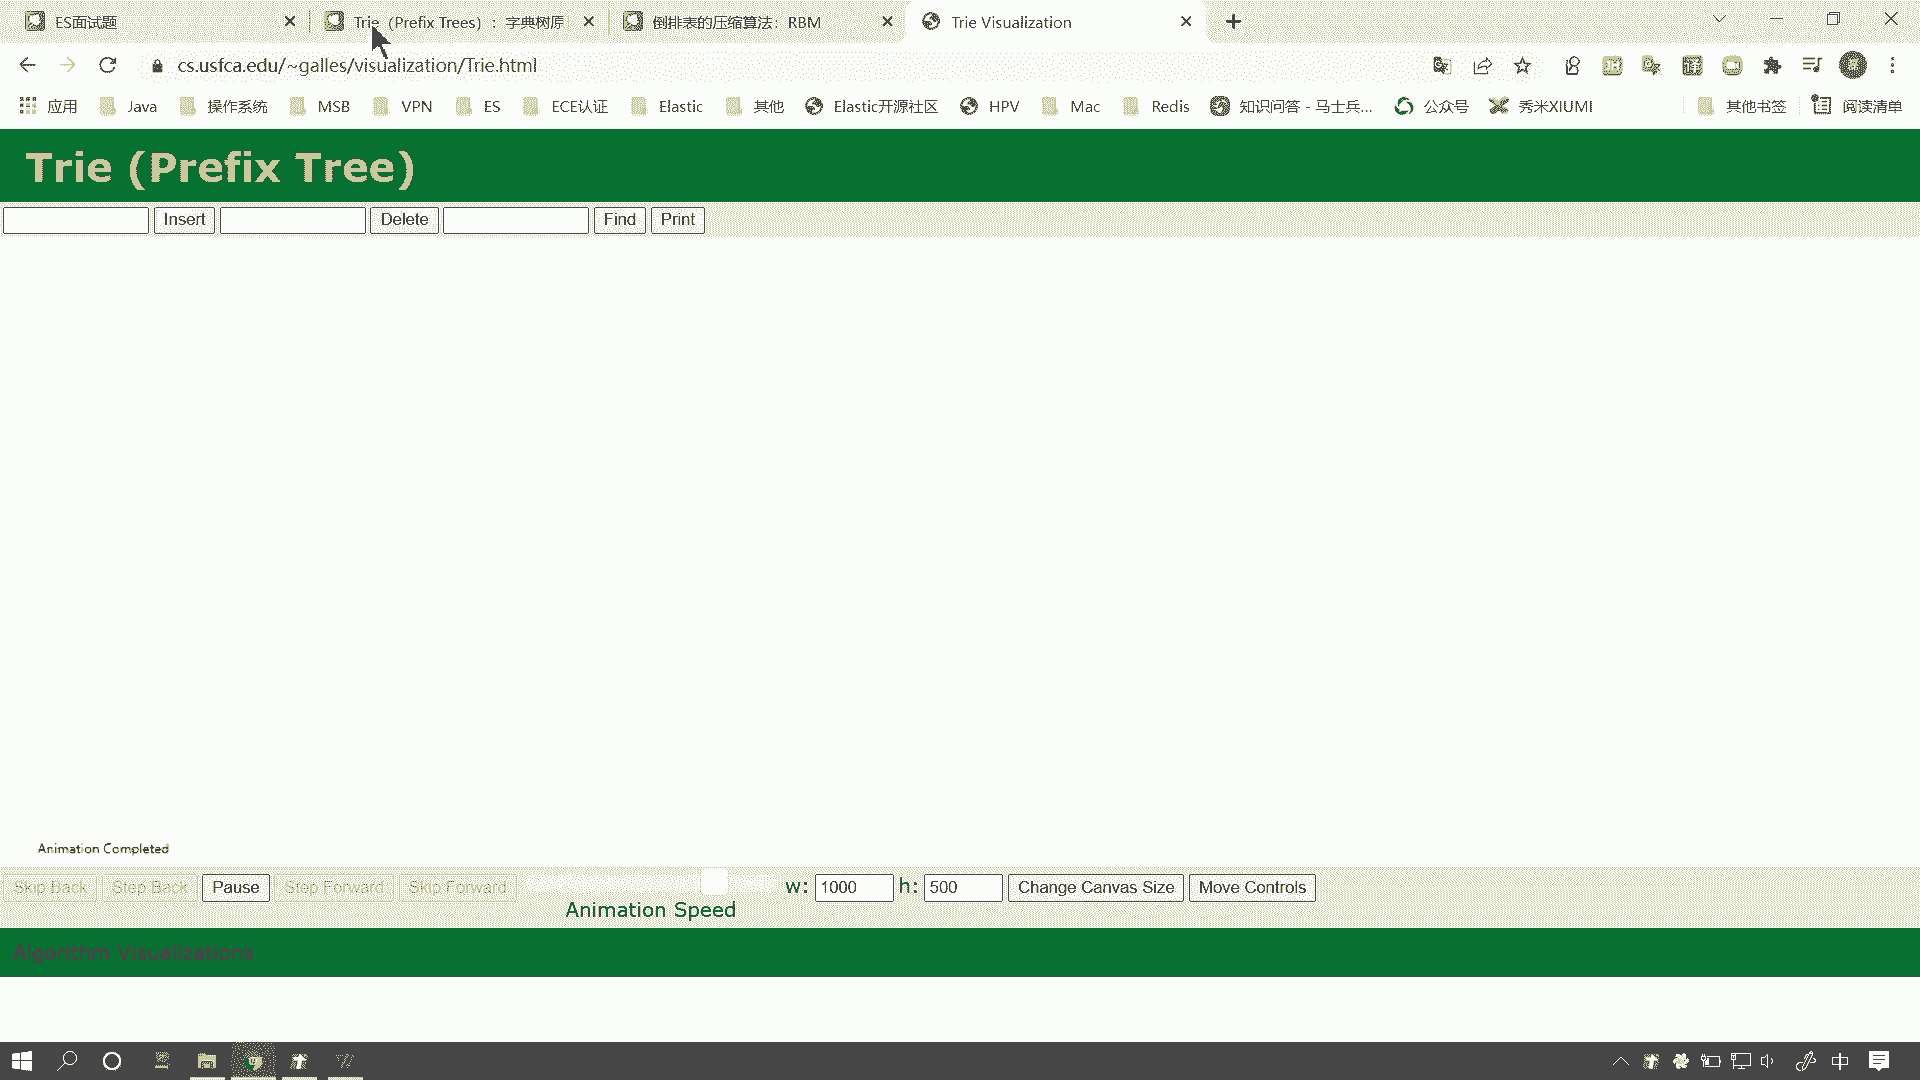 ES面试题
Trie（Prefix Trees）：字典树原
倒排表的压缩算法：RBM
Trie Visualization
cs.usfca.edu/~galles/visualization/Trie.html
应用 Java 操作系统 MSB VPN ES ECE认证 Elastic 其他 Elastic开源社区 HPV Mac Redis 知识问答 - 马士兵... 公众号 秀米XIUMI 其他书签 阅读清单
Trie (Prefix Tree)
Insert Delete Find Print
Animation Completed
Skip Back Step Back Pause Step Forward Skip Forward w: 1000 h: 500 Change Canvas Size Move Controls
Animation Speed
Algorithm Visualizations
中